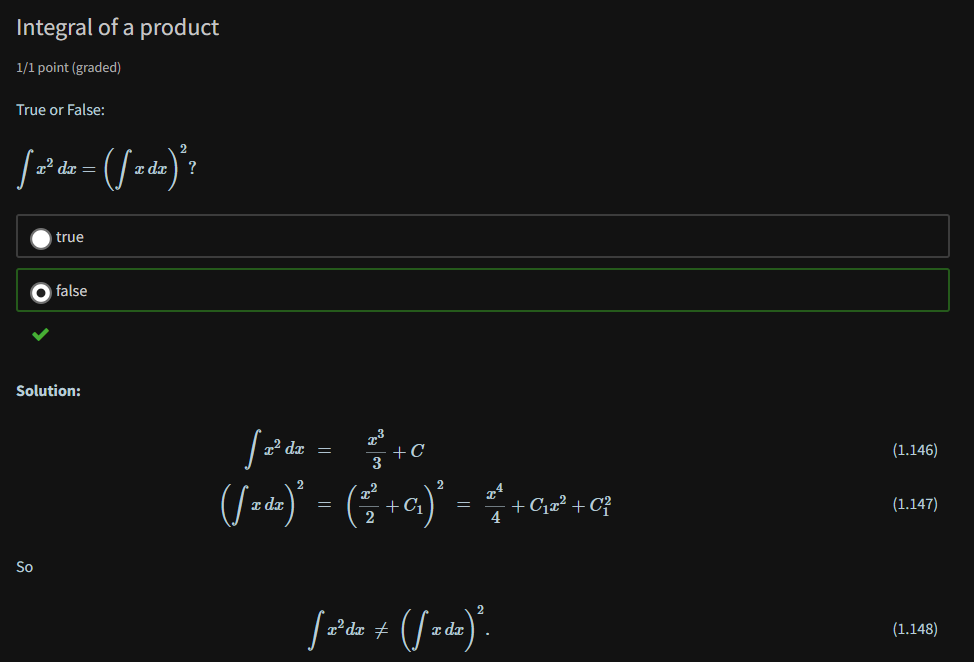 Integral of a product
1/1 point (graded)
True or False:
∫ x² dx = (∫ x dx)² ?
true
false
Solution:
∫ x² dx = x³/3 + C (1.146)
(∫ x dx)² = (x²/2 + C₁)² = x⁴/4 + C₁x² + C₁² (1.147)
So
∫ x²dx ≠ (∫ x dx)². (1.148)